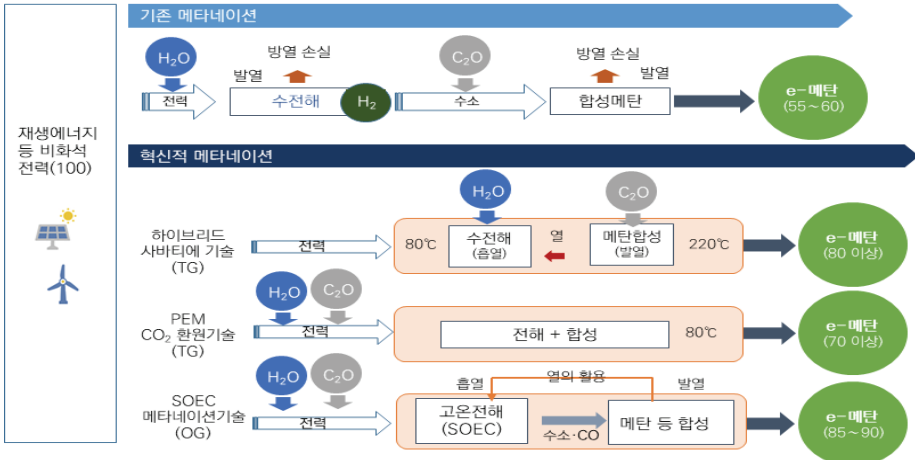 기존 메타네이션
H₂O
C₂O
방열 손실
방열 손실
발열
발열
전력
수전해
H₂
수소
합성메탄
e-메탄
(55~60)
재생에너지
등 비화석
전력(100)
혁신적 메타네이션
H₂O
C₂O
하이브리드
사바티에 기술
(TG)
전력
80℃
수전해
(흡열)
열
메탄합성
(발열)
220℃
e-메탄
(80 이상)
H₂O
C₂O
PEM
CO₂ 환원기술
(TG)
전력
전해 + 합성
80℃
e-메탄
(70 이상)
H₂O
C₂O
SOEC
메타네이션기술
(OG)
전력
흡열
열의 활용
발열
고온전해
(SOEC)
수소·CO
메탄 등 합성
e-메탄
(85~90)